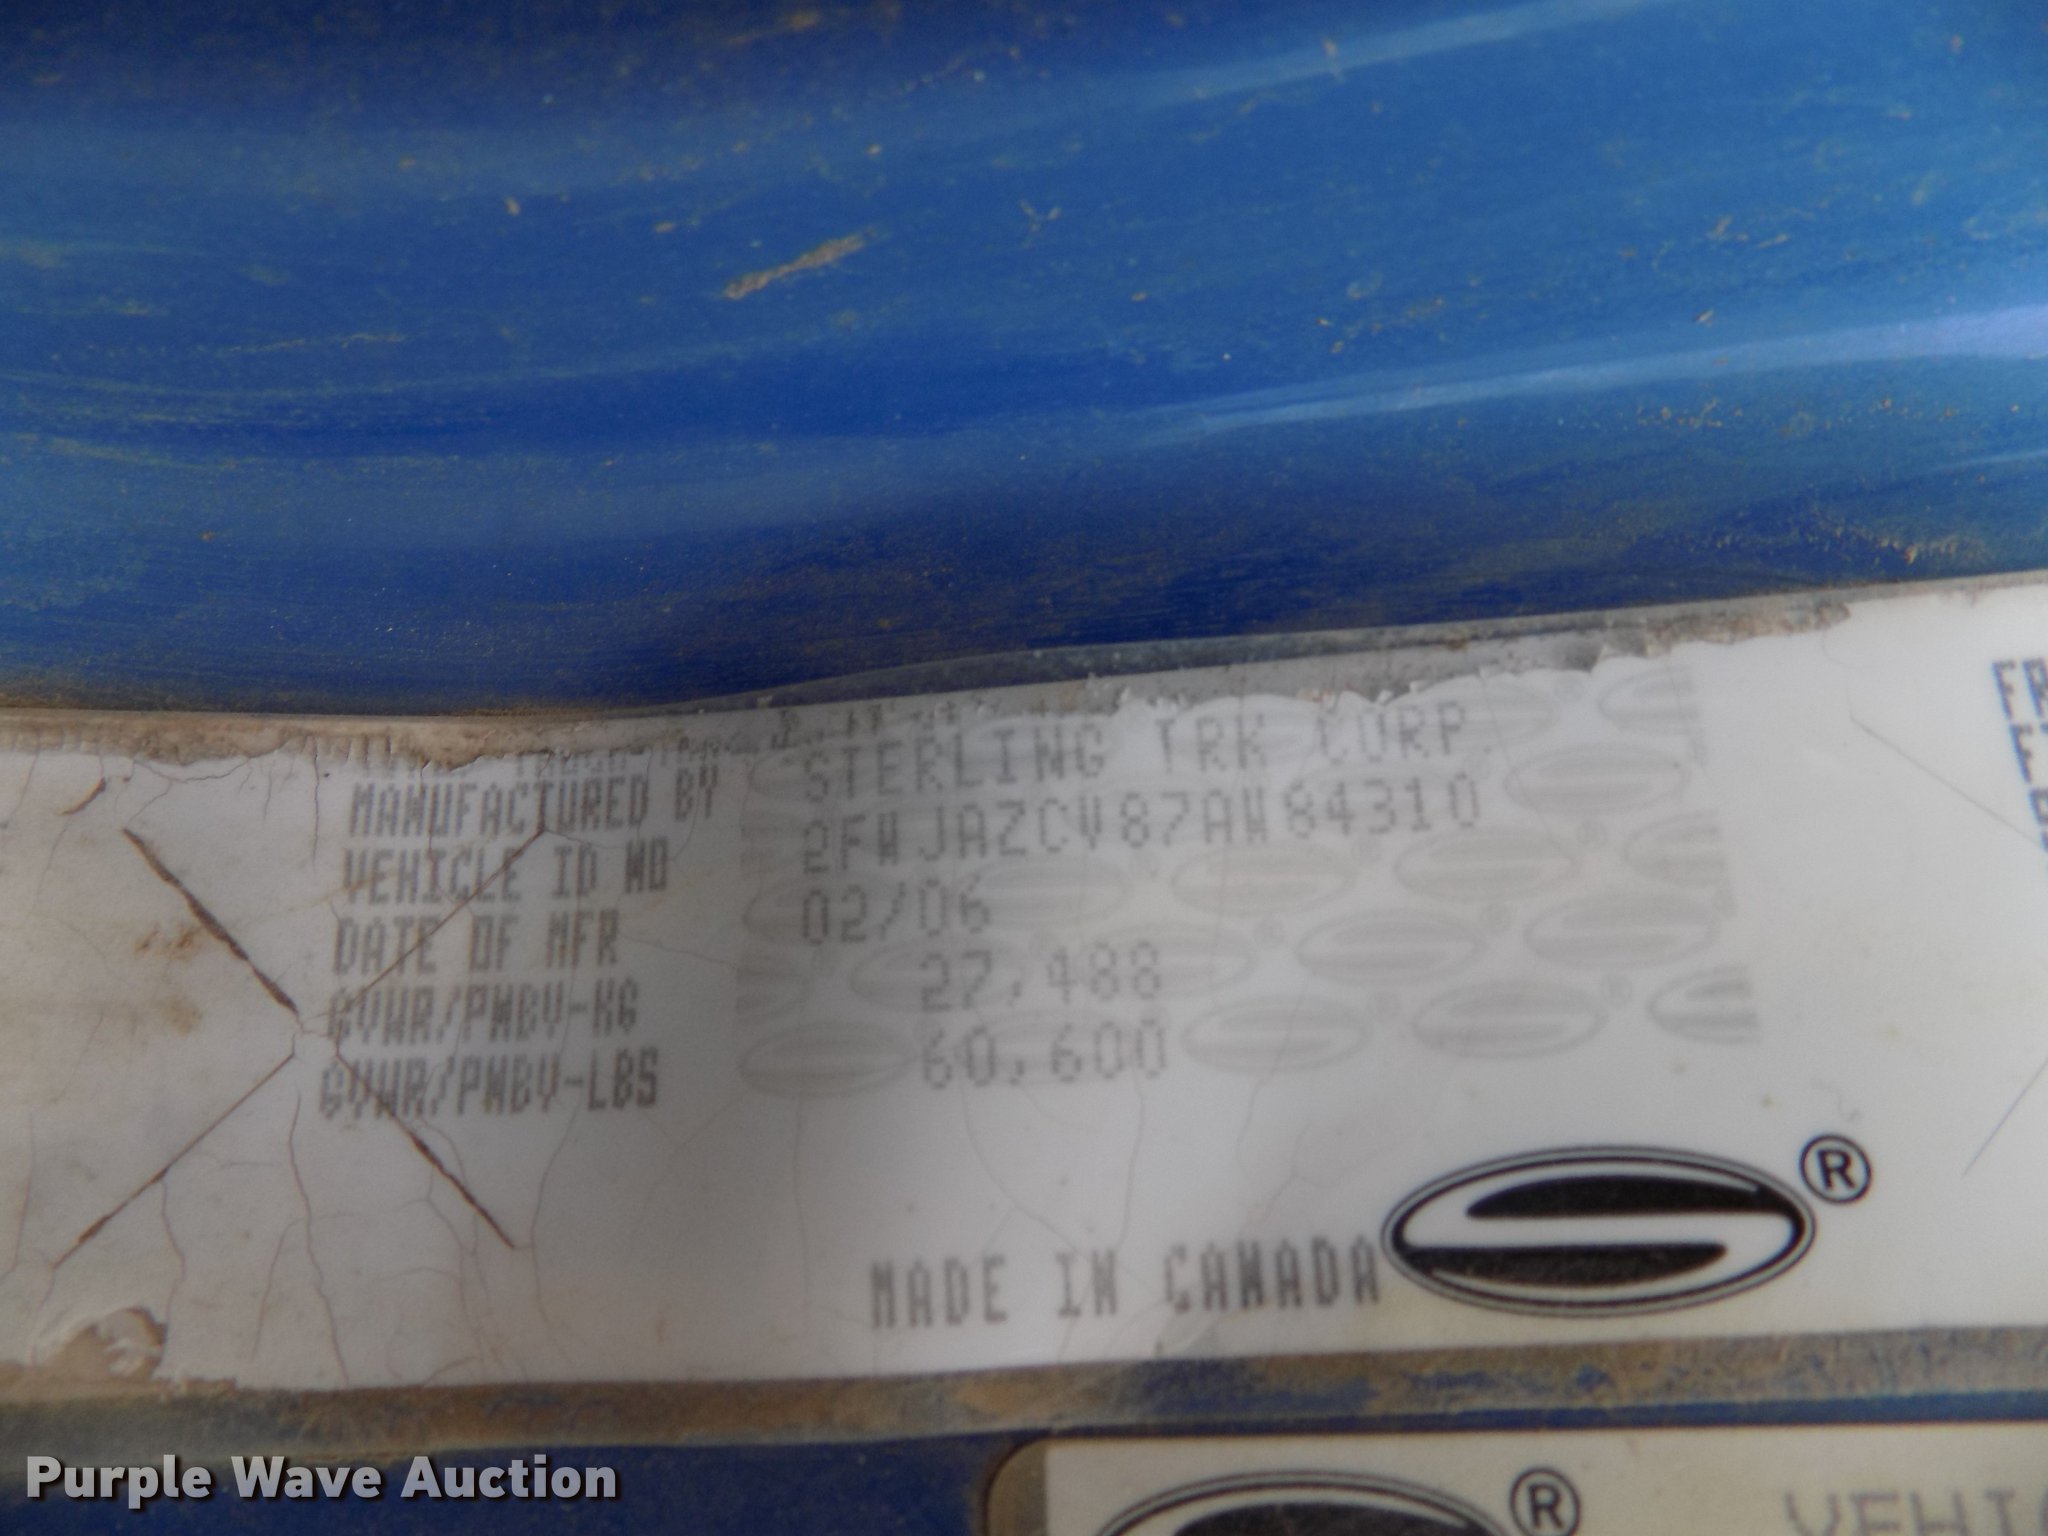 MANUFACTURED BY STERLING TRK CORP.
VEHICLE ID NO 2FWJAZCV87AW84310
DATE OF MFR 02/06
GVWR/PNBV-KG 27,488
GVWR/PNBV-LBS 60,600
MADE IN CANADA
®
®
Purple Wave Auction